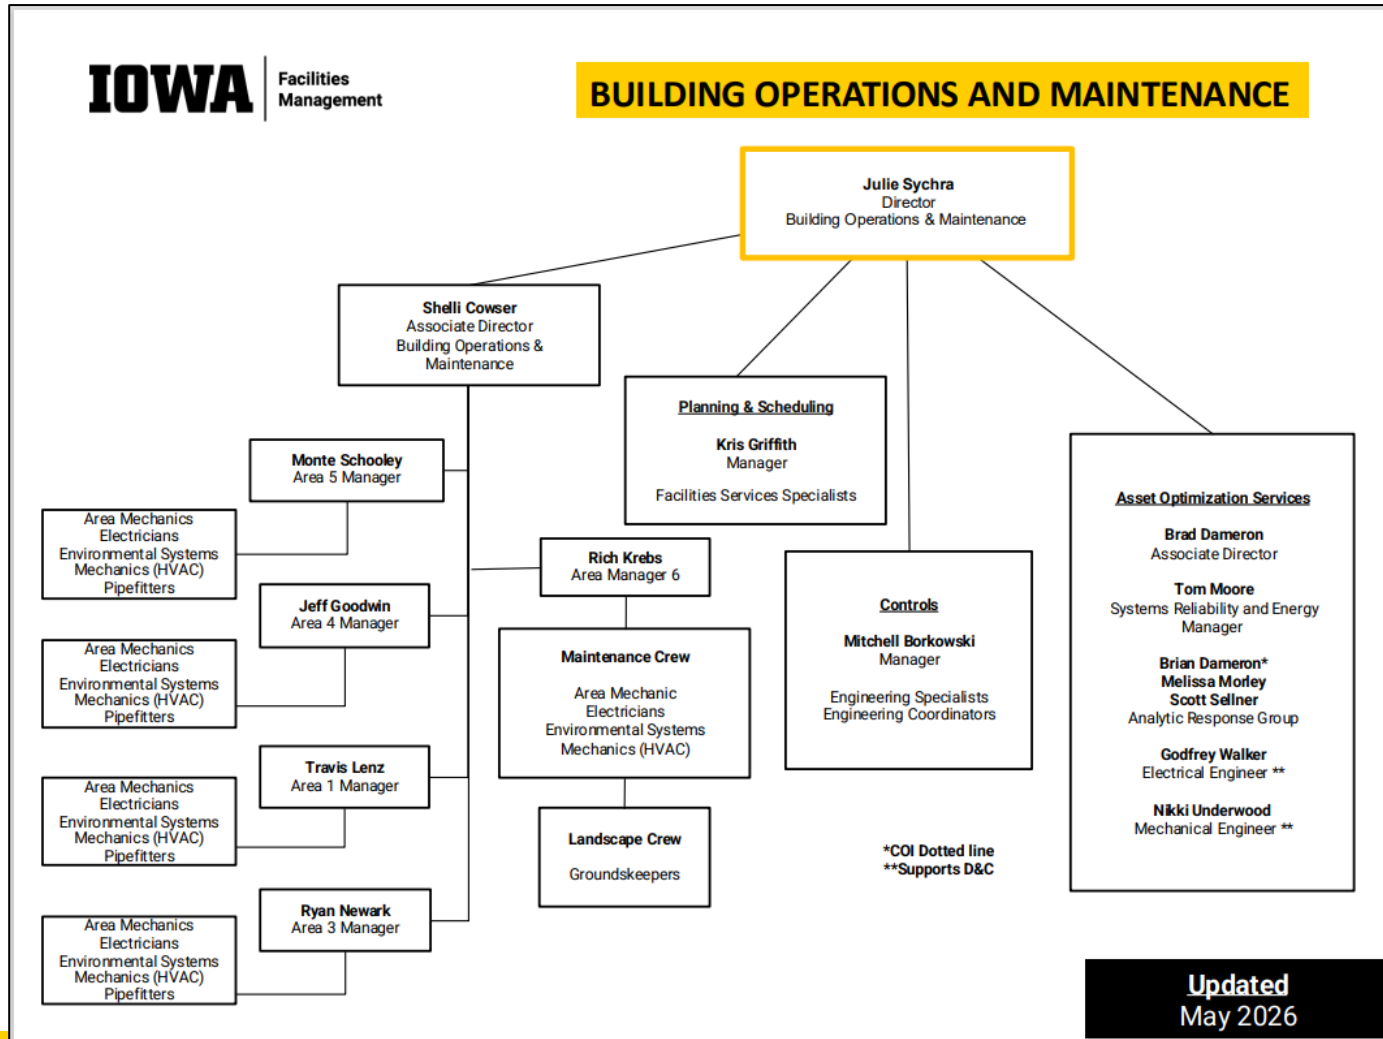 IOWA
Facilities
Management
BUILDING OPERATIONS AND MAINTENANCE
Julie Sychra
Director
Building Operations & Maintenance
Shelli Cowser
Associate Director
Building Operations &
Maintenance
Planning & Scheduling
Kris Griffith
Manager
Facilities Services Specialists
Monte Schooley
Area 5 Manager
Area Mechanics
Electricians
Environmental Systems
Mechanics (HVAC)
Pipefitters
Jeff Goodwin
Area 4 Manager
Area Mechanics
Electricians
Environmental Systems
Mechanics (HVAC)
Pipefitters
Travis Lenz
Area 1 Manager
Area Mechanics
Electricians
Environmental Systems
Mechanics (HVAC)
Pipefitters
Ryan Newark
Area 3 Manager
Area Mechanics
Electricians
Environmental Systems
Mechanics (HVAC)
Pipefitters
Rich Krebs
Area Manager 6
Maintenance Crew
Area Mechanic
Electricians
Environmental Systems
Mechanics (HVAC)
Landscape Crew
Groundskeepers
Controls
Mitchell Borkowski
Manager
Engineering Specialists
Engineering Coordinators
Asset Optimization Services
Brad Dameron
Associate Director
Tom Moore
Systems Reliability and Energy
Manager
Brian Dameron*
Melissa Morley
Scott Sellner
Analytic Response Group
Godfrey Walker
Electrical Engineer **
Nikki Underwood
Mechanical Engineer **
*COI Dotted line
**Supports D&C
Updated
May 2026